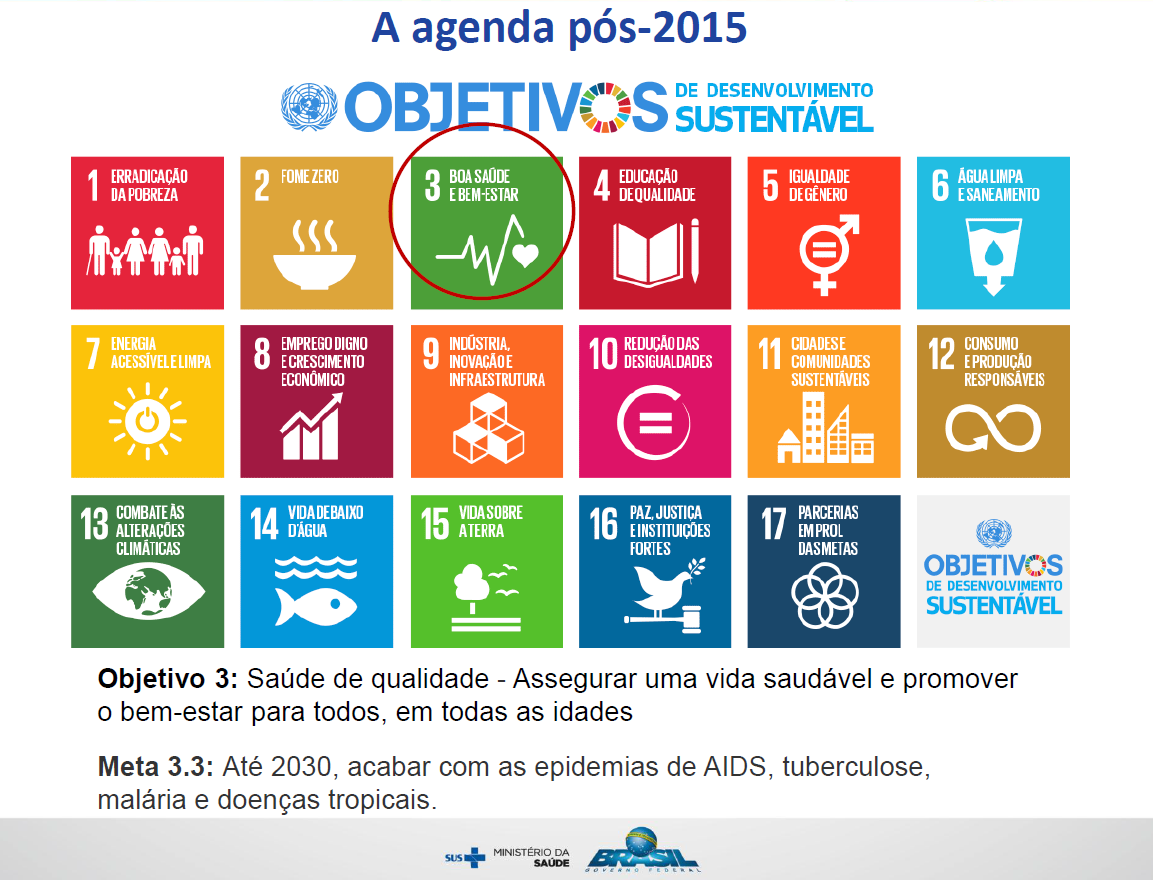 A agenda pós-2015
OBJETIVOS DE DESENVOLVIMENTO
SUSTENTÁVEL
1 ERRADICAÇÃO
DA POBREZA
2 FOME ZERO
3 BOA SAÚDE
E BEM-ESTAR
4 EDUCAÇÃO
DE QUALIDADE
5 IGUALDADE
DE GÊNERO
6 ÁGUA LIMPA
E SANEAMENTO
7 ENERGIA
ACESSÍVEL E LIMPA
8 EMPREGO DIGNO
E CRESCIMENTO
ECONÔMICO
9 INDÚSTRIA,
INOVAÇÃO E
INFRAESTRUTURA
10 REDUÇÃO DAS
DESIGUALDADES
11 CIDADES E
COMUNIDADES
SUSTENTÁVEIS
12 CONSUMO
E PRODUÇÃO
RESPONSÁVEIS
13 COMBATE ÀS
ALTERAÇÕES
CLIMÁTICAS
14 VIDA DEBAIXO
D'ÁGUA
15 VIDA SOBRE
A TERRA
16 PAZ, JUSTIÇA
E INSTITUIÇÕES
FORTES
17 PARCERIAS
EM PROL
DAS METAS
OBJETIVOS
DE DESENVOLVIMENTO
SUSTENTÁVEL
Objetivo 3: Saúde de qualidade - Assegurar uma vida saudável e promover
o bem-estar para todos, em todas as idades
Meta 3.3: Até 2030, acabar com as epidemias de AIDS, tuberculose,
malária e doenças tropicais.
SUS MINISTÉRIO DA
SAÚDE
BRASIL
GOVERNO FEDERAL